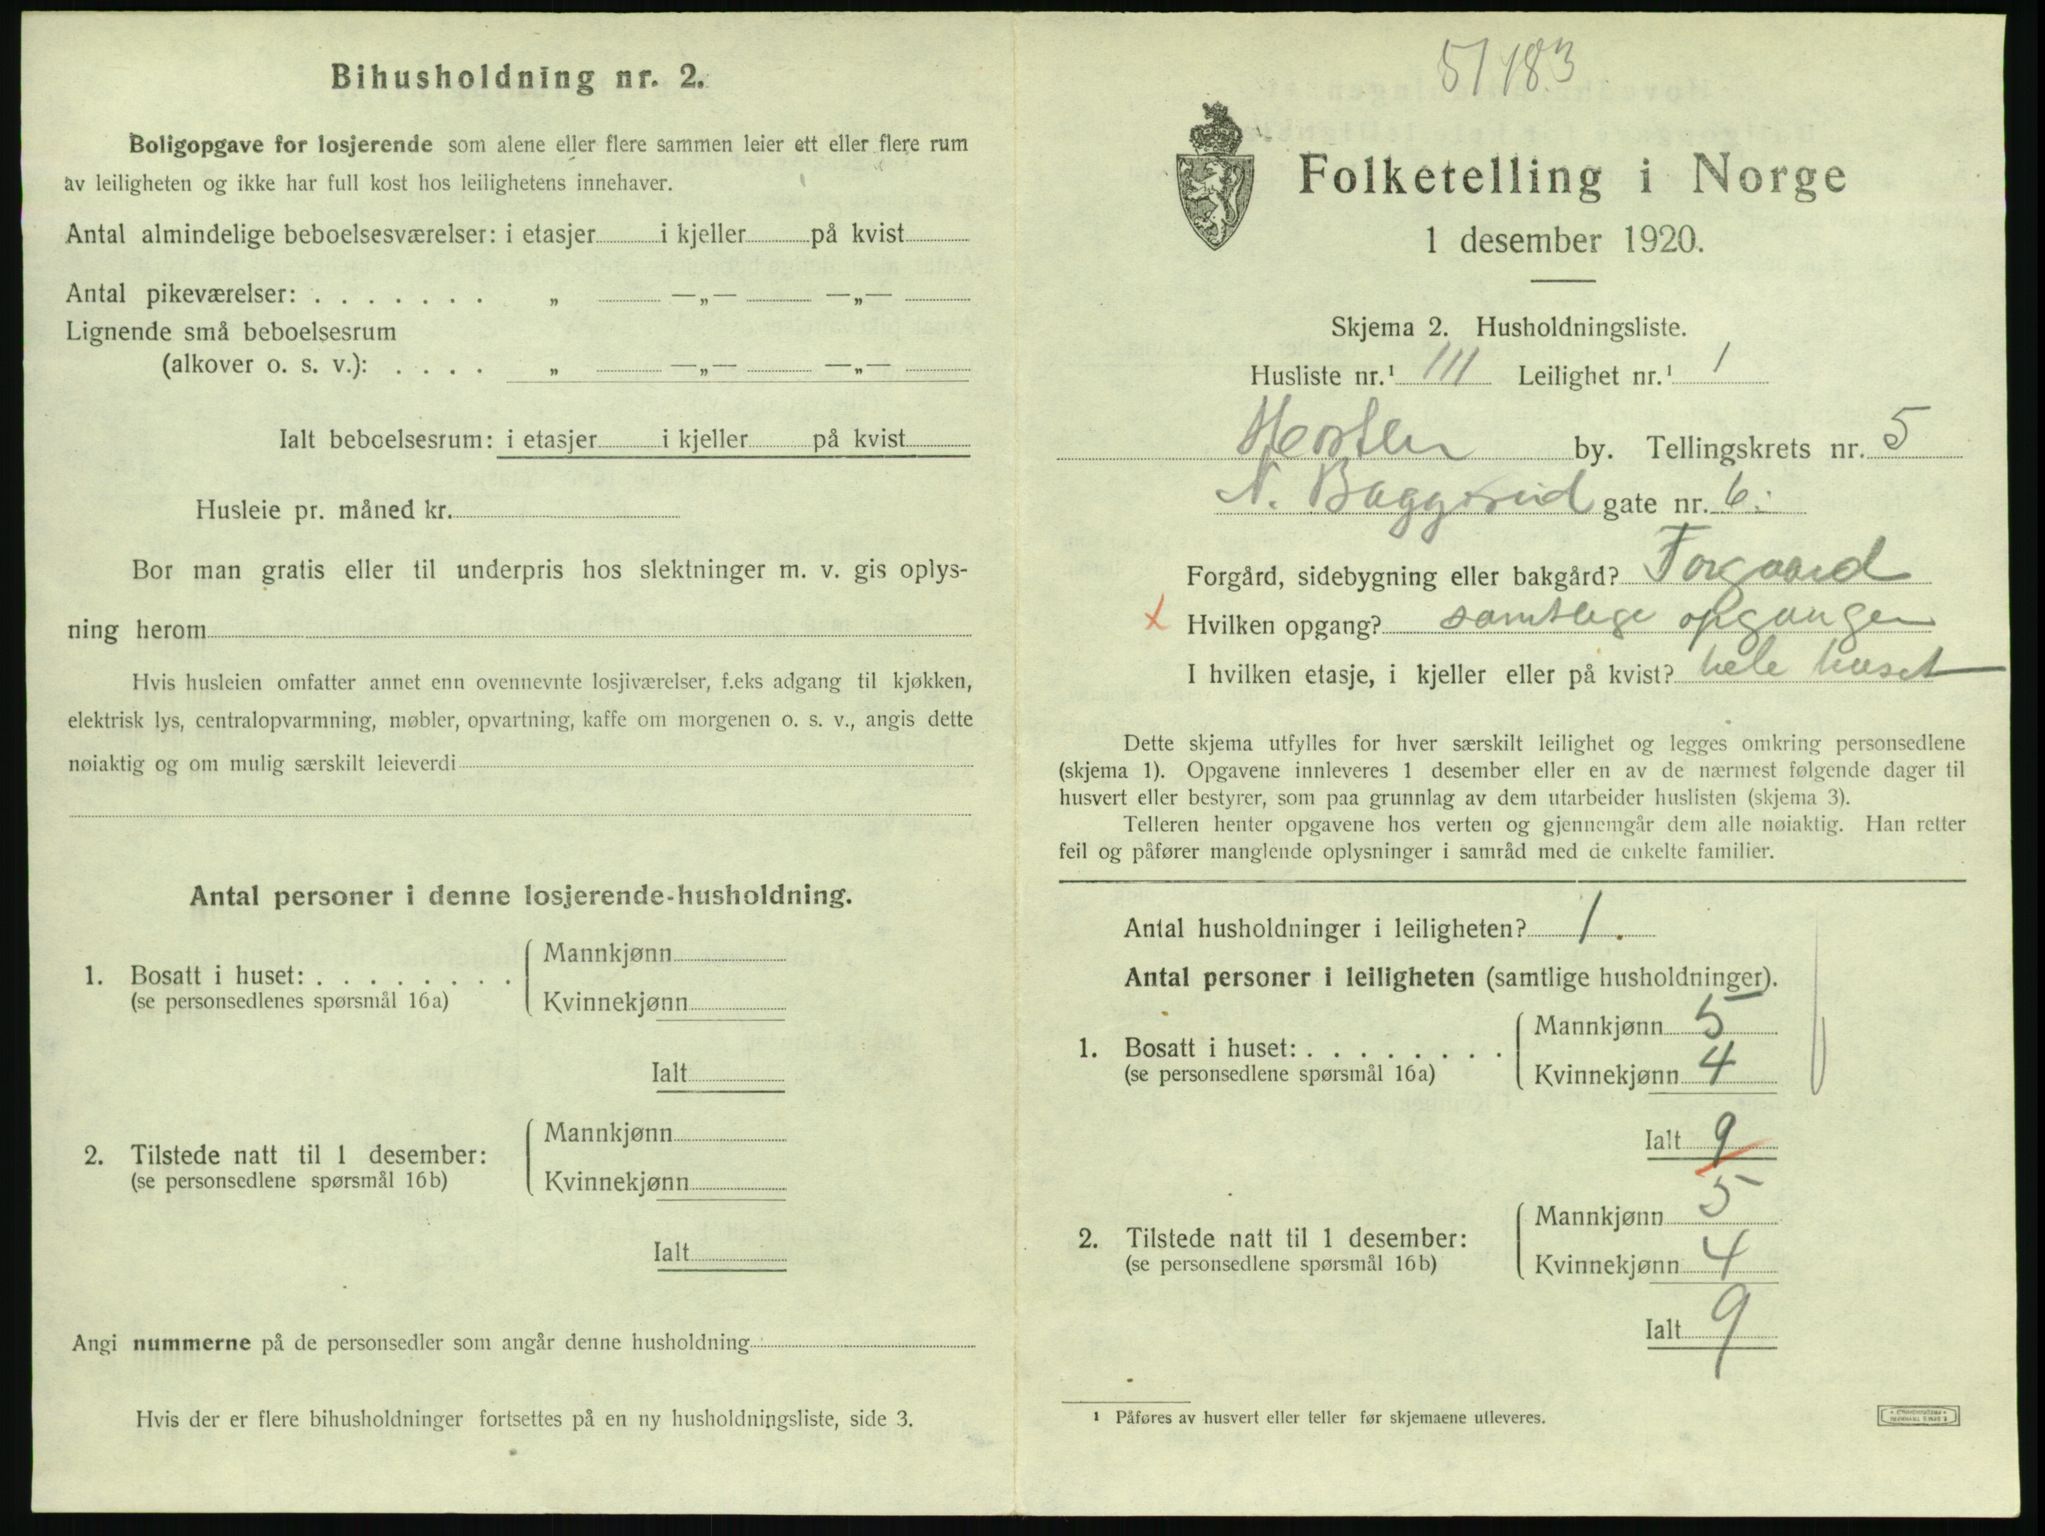 Bihusholdning nr. 2.
Boligopgave for losjerende som alene eller flere sammen leier ett eller flere rum
av leiligheten og ikke har full kost hos leilighetens innehaver.
Antal almindelige beboelsesværelser: i etasjer i kjeller på kvist
Antal pikeværelser: . . . . . . . „ —„— —„—
Lignende små beboelsesrum
(alkover o. s. v.): . . . . „ —„— —„—
Ialt beboelsesrum: i etasjer i kjeller på kvist
Husleie pr. måned kr.
Bor man gratis eller til underpris hos slektninger m. v. gis oplys-
ning herom
Hvis husleien omfatter annet enn ovennevnte losjiværelser, f.eks adgang til kjøkken,
elektrisk lys, centralopvarmning, møbler, opvartning, kaffe om morgenen o. s. v., angis dette
nøiaktig og om mulig særskilt leieverdi
Antal personer i denne losjerende-husholdning.
1. Bosatt i huset: . . . . . . . .
(se personsedlenes spørsmål 16a)
Mannkjønn
Kvinnekjønn
Ialt
2. Tilstede natt til 1 desember:
(se personsedlene spørsmål 16b)
Mannkjønn
Kvinnekjønn
Ialt
Angi nummerne på de personsedler som angår denne husholdning
Hvis der er flere bihusholdninger fortsettes på en ny husholdningsliste, side 3.
51 183
Folketelling i Norge
1 desember 1920.
Skjema 2. Husholdningsliste.
Husliste nr.¹ 111 Leilighet nr.¹ 1
Horten by. Tellingskrets nr. 5
N. Baggerud gate nr. 6.
Forgård, sidebygning eller bakgård? Forgaard
x Hvilken opgang? samtlige opganger
I hvilken etasje, i kjeller eller på kvist? hele huset
Dette skjema utfylles for hver særskilt leilighet og legges omkring personsedlene
(skjema 1). Opgavene innleveres 1 desember eller en av de nærmest følgende dager til
husvert eller bestyrer, som paa grunnlag av dem utarbeider huslisten (skjema 3).
Telleren henter opgavene hos verten og gjennemgår dem alle nøiaktig. Han retter
feil og påfører manglende oplysninger i samråd med de enkelte familier.
Antal husholdninger i leiligheten? 1.
Antal personer i leiligheten (samtlige husholdninger).
1. Bosatt i huset: . . . . . . . .
(se personsedlene spørsmål 16a)
Mannkjønn 5
Kvinnekjønn 4
Ialt 9
2. Tilstede natt til 1 desember:
(se personsedlene spørsmål 16b)
Mannkjønn 5
Kvinnekjønn 4
Ialt 9
¹ Påføres av husvert eller teller før skjemaene utleveres.